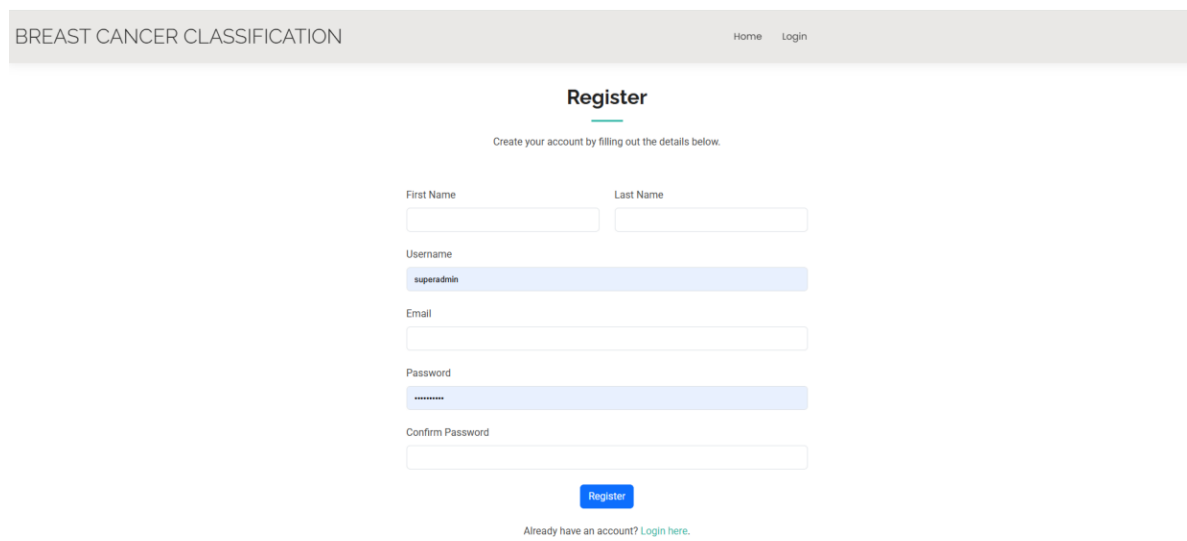 BREAST CANCER CLASSIFICATION
Home Login
Register
Create your account by filling out the details below.
First Name Last Name
Username
superadmin
Email
Password
••••••••••
Confirm Password
Register
Already have an account? Login here.